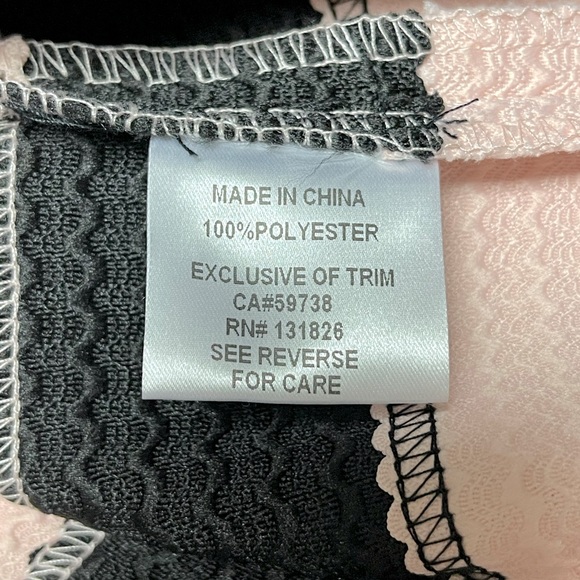 MADE IN CHINA
100%POLYESTER
EXCLUSIVE OF TRIM
CA#59738
RN# 131826
SEE REVERSE
FOR CARE